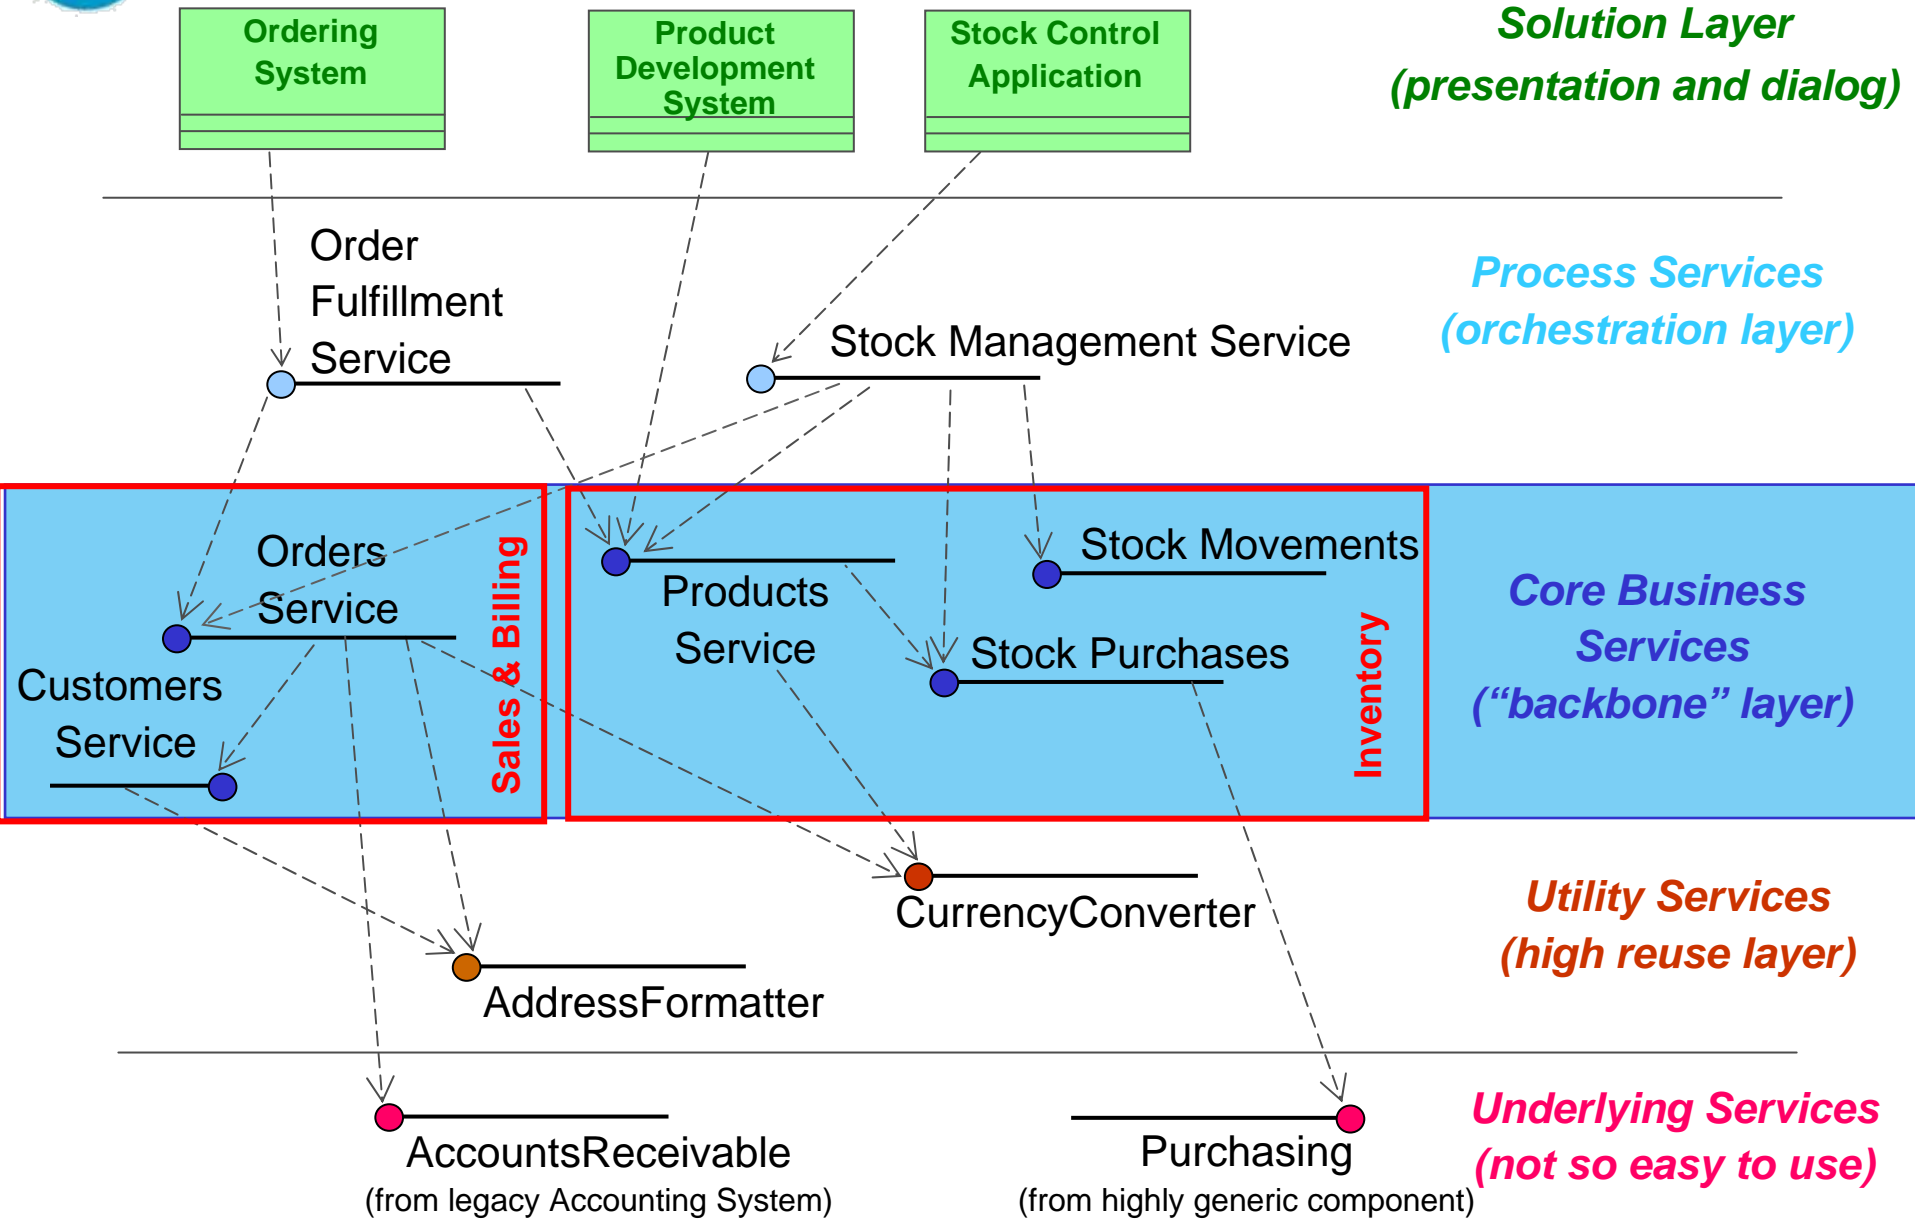 Ordering
System
Product
Development
System
Stock Control
Application
Solution Layer
(presentation and dialog)
Order
Fulfillment
Service
Stock Management Service
Process Services
(orchestration layer)
Orders
Service
Customers
Service
Sales & Billing
Products
Service
Stock Movements
Stock Purchases
Inventory
Core Business
Services
(“backbone” layer)
CurrencyConverter
AddressFormatter
Utility Services
(high reuse layer)
AccountsReceivable
(from legacy Accounting System)
Purchasing
(from highly generic component)
Underlying Services
(not so easy to use)